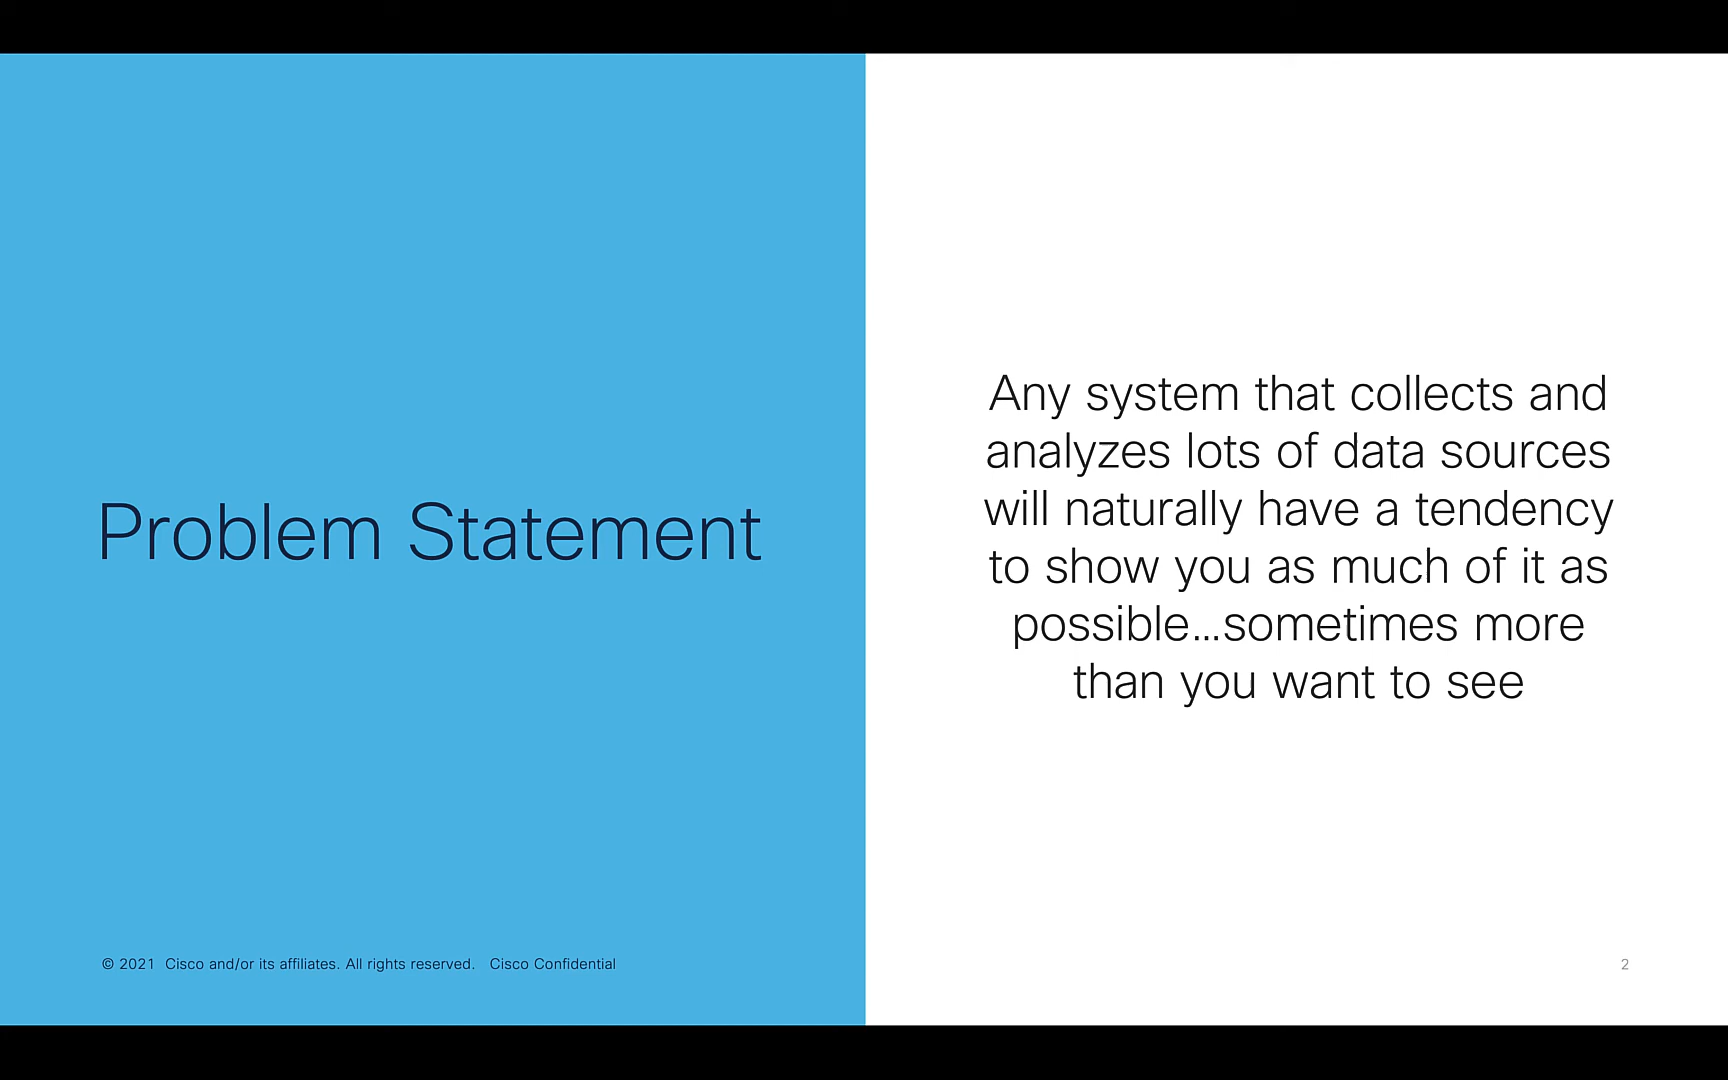 Problem Statement
Any system that collects and
analyzes lots of data sources
will naturally have a tendency
to show you as much of it as
possible...sometimes more
than you want to see
© 2021 Cisco and/or its affiliates. All rights reserved. Cisco Confidential
2